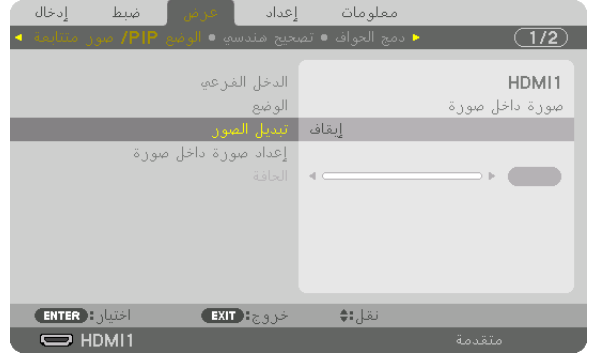 إدخال ضبط عرض إعداد معلومات
الوضع PIP/ صور متتابعة • تصحيح هندسي • دمج الحواف 1/2
الدخل الفرعي HDMI1
الوضع صورة داخل صورة
تبديل الصور إيقاف
إعداد صورة داخل صورة
الحافة
ENTER :اختيار EXIT :خروج نقل:
HDMI1 متقدمة